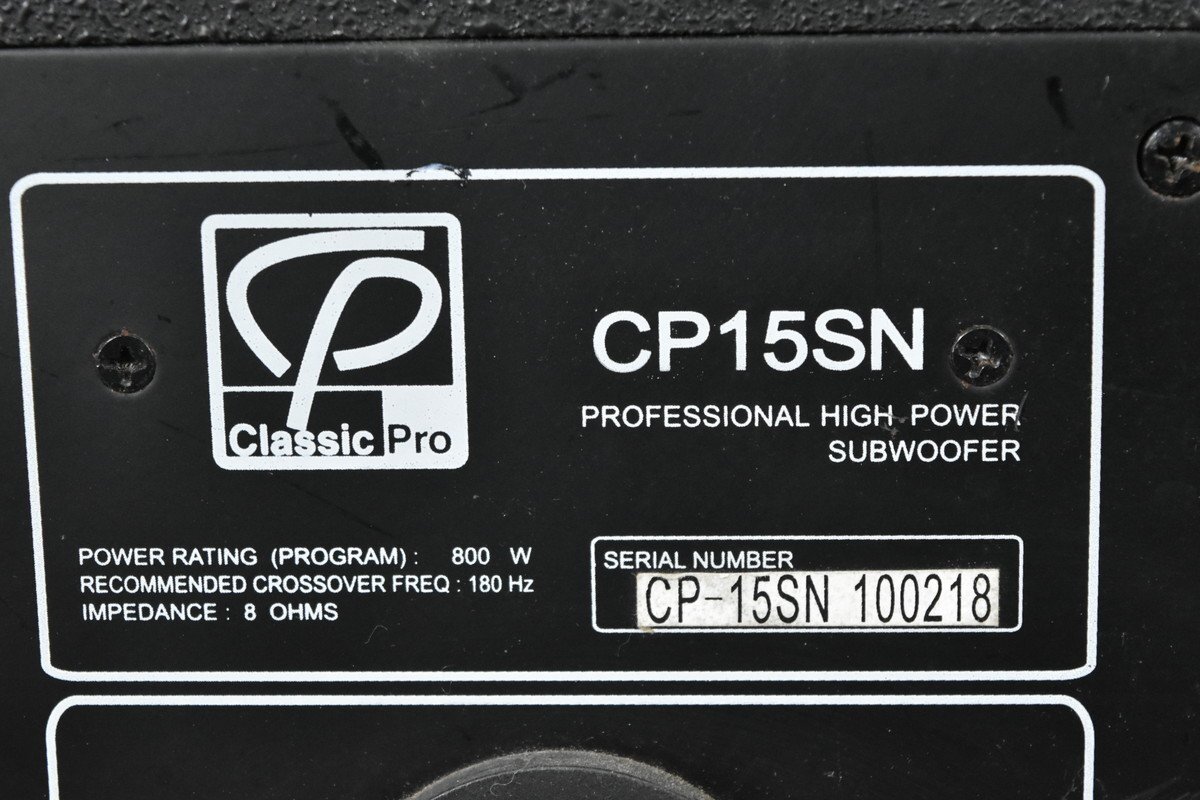 CP
Classic Pro
CP15SN
PROFESSIONAL HIGH POWER
SUBWOOFER
POWER RATING (PROGRAM) : 800 W
RECOMMENDED CROSSOVER FREQ : 180 Hz
IMPEDANCE : 8 OHMS
SERIAL NUMBER
CP-15SN 100218